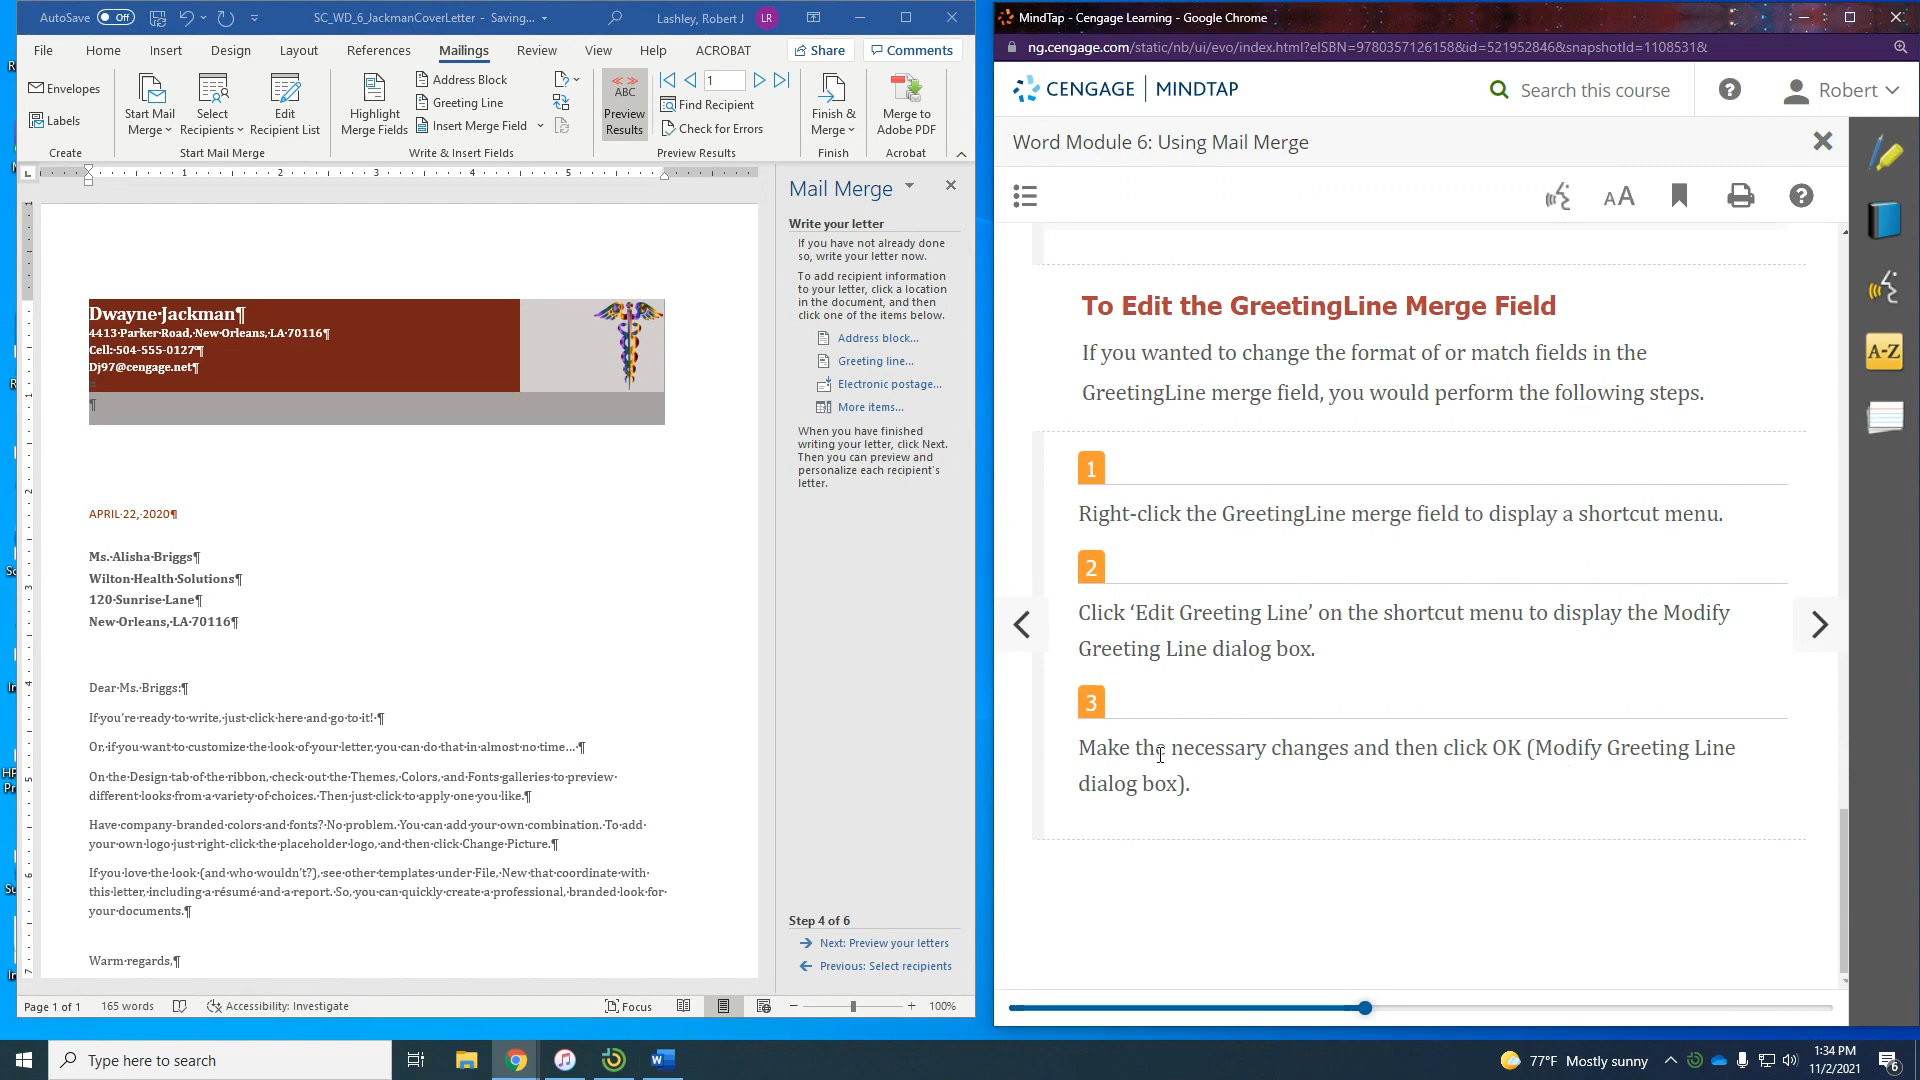 AutoSave Off SC_WD_6_JackmanCoverLetter - Saving... Lashley, Robert J LR
File Home Insert Design Layout References Mailings Review View Help ACROBAT Share Comments
Envelopes
Labels
Create
Start Mail Merge
Select Recipients
Edit Recipient List
Start Mail Merge
Highlight Merge Fields
Address Block
Greeting Line
Insert Merge Field
Write & Insert Fields
ABC
Preview Results
1
Find Recipient
Check for Errors
Preview Results
Finish & Merge
Finish
Merge to Adobe PDF
Acrobat
Dwayne·Jackman¶
4413·Parker·Road,·New·Orleans,·LA·70116¶
Cell:·504-555-0127¶
Dj97@cengage.net¶
¶
APRIL·22,·2020¶
Ms.·Alisha·Briggs¶
Wilton·Health·Solutions¶
120·Sunrise·Lane¶
New·Orleans,·LA·70116¶
Dear·Ms.·Briggs:¶
If·you're·ready·to·write,·just·click·here·and·go·to·it!·¶
Or,·if·you·want·to·customize·the·look·of·your·letter,·you·can·do·that·in·almost·no·time...·¶
On·the·Design·tab·of·the·ribbon,·check·out·the·Themes,·Colors,·and·Fonts·galleries·to·preview·
different·looks·from·a·variety·of·choices.·Then·just·click·to·apply·one·you·like.¶
Have·company-branded·colors·and·fonts?·No·problem.·You·can·add·your·own·combination.·To·add·
your·own·logo·just·right-click·the·placeholder·logo,·and·then·click·Change·Picture.¶
If·you·love·the·look·(and·who·wouldn't?),·see·other·templates·under·File,·New·that·coordinate·with·
this·letter,·including·a·résumé·and·a·report.·So,·you·can·quickly·create·a·professional,·branded·look·for·
your·documents.¶
Warm·regards,¶
Mail Merge
Write your letter
If you have not already done
so, write your letter now.
To add recipient information
to your letter, click a location
in the document, and then
click one of the items below.
Address block...
Greeting line...
Electronic postage...
More items...
When you have finished
writing your letter, click Next.
Then you can preview and
personalize each recipient's
letter.
Step 4 of 6
Next: Preview your letters
Previous: Select recipients
Page 1 of 1 165 words Accessibility: Investigate Focus 100%
MindTap - Cengage Learning - Google Chrome
ng.cengage.com/static/nb/ui/evo/index.html?eISBN=9780357126158&id=521952846&snapshotId=1108531&
CENGAGE | MINDTAP Search this course Robert
Word Module 6: Using Mail Merge
AA
A-Z
To Edit the GreetingLine Merge Field
If you wanted to change the format of or match fields in the
GreetingLine merge field, you would perform the following steps.
1
Right-click the GreetingLine merge field to display a shortcut menu.
2
Click ‘Edit Greeting Line’ on the shortcut menu to display the Modify
Greeting Line dialog box.
3
Make the necessary changes and then click OK (Modify Greeting Line
dialog box).
Type here to search
77°F Mostly sunny
1:34 PM
11/2/2021
6